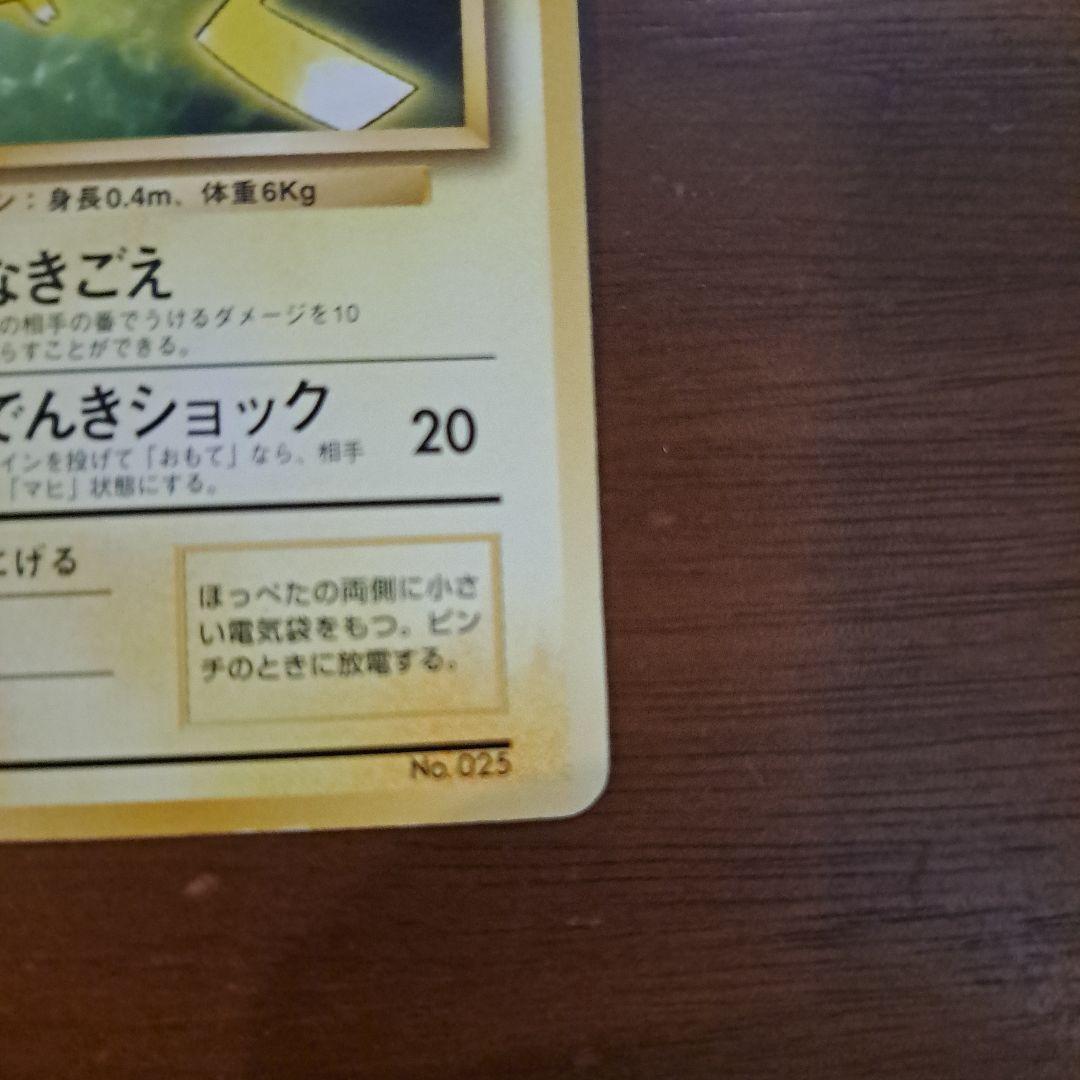 ン：身長0.4m、体重6Kg
なきごえ
の相手の番でうけるダメージを10
らすことができる。
でんきショック 20
インを投げて「おもて」なら、相手
「マヒ」状態にする。
にげる
ほっぺたの両側に小さ
い電気袋をもつ。ピン
チのときに放電する。
No. 025